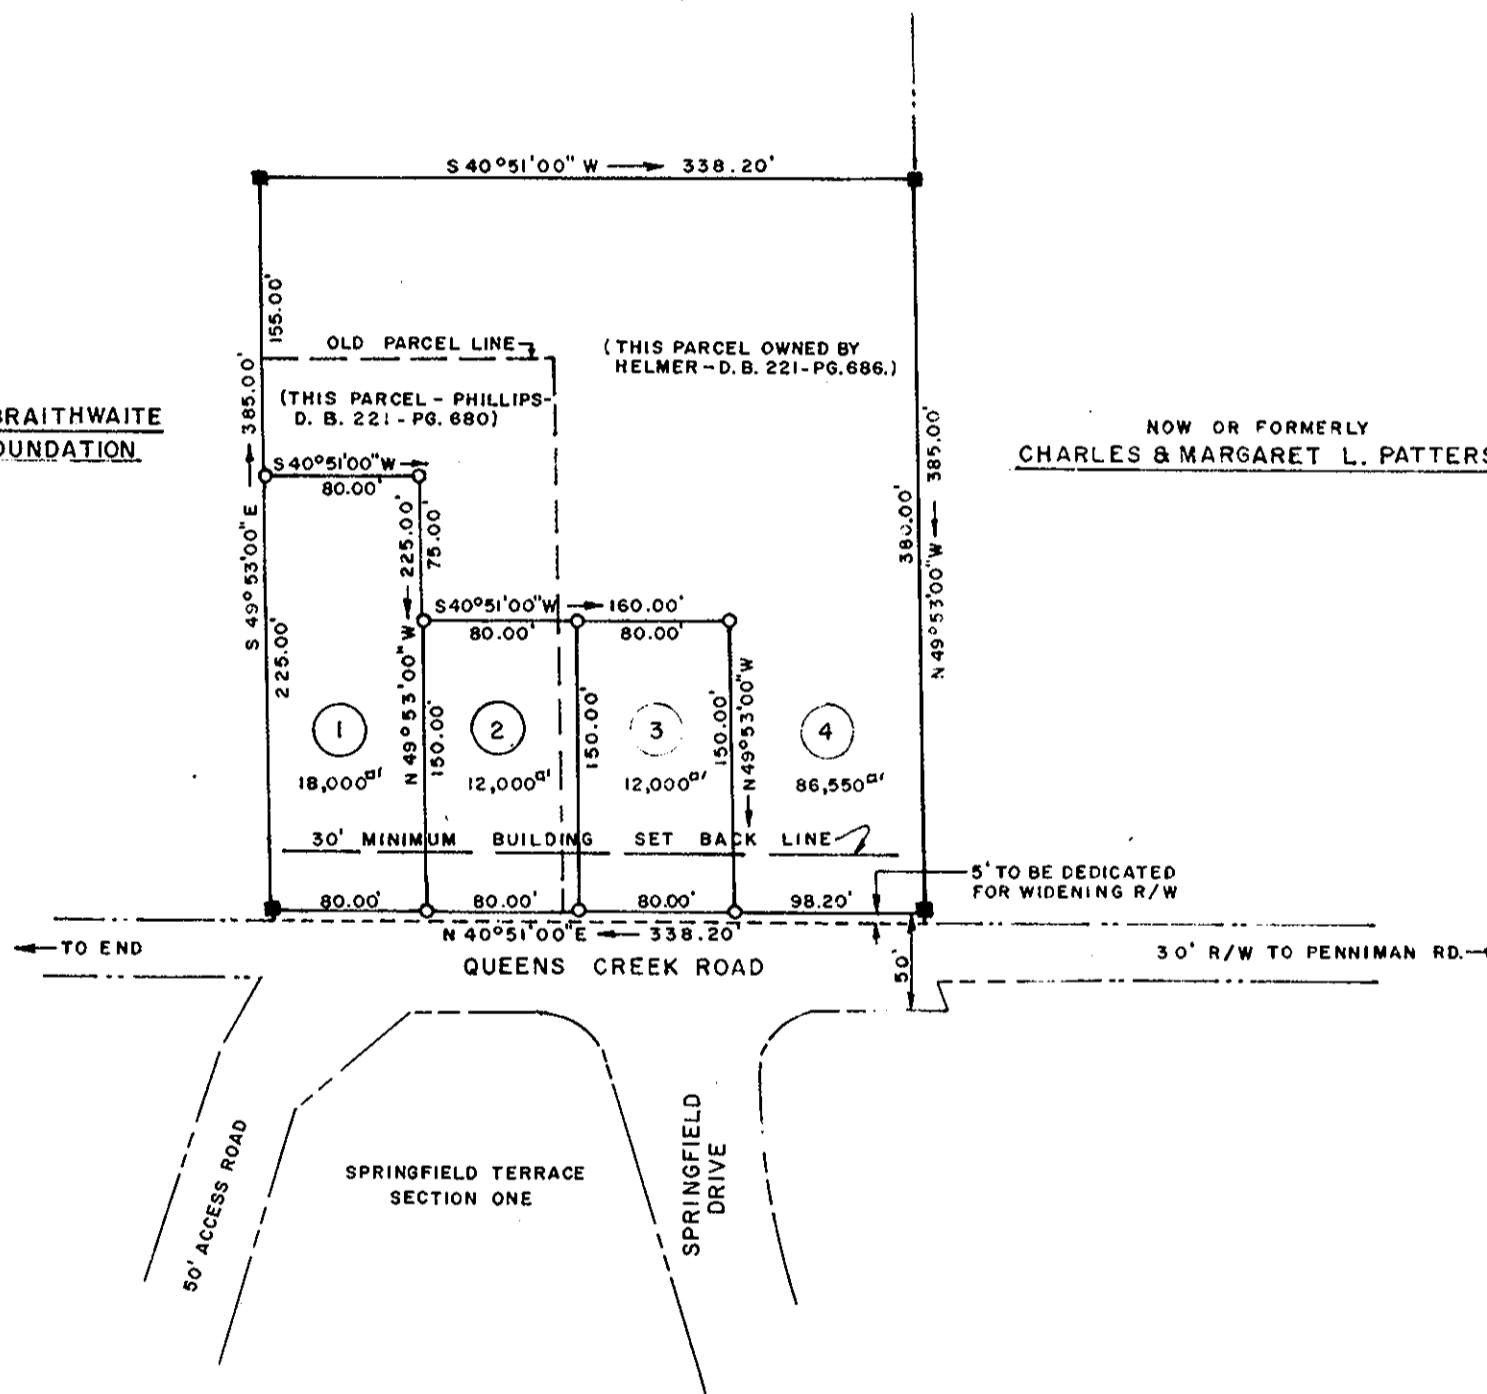 S 40°51'00" W → 338.20'
155.00'
OLD PARCEL LINE
(THIS PARCEL OWNED BY
HELMER - D. B. 221 - PG. 686.)
(THIS PARCEL - PHILLIPS -
D. B. 221 - PG. 680)
BRAITHWAITE
OUNDATION
NOW OR FORMERLY
CHARLES & MARGARET L. PATTERS
S 49°53'00" E → 385.00'
225.00'
S 40°51'00" W →
80.00'
N 49°53'00" W ← 225.00'
75.00'
150.00'
S 40°51'00" W → 160.00'
80.00'
80.00'
150.00'
150.00'
N 49°53'00" W
380.00'
N 49°53'00" W ← 385.00'
1
2
3
4
18,000
12,000
12,000
86,550
30' MINIMUM BUILDING SET BACK LINE
5' TO BE DEDICATED
FOR WIDENING R/W
80.00'
80.00'
80.00'
98.20'
N 40°51'00" E ← 338.20'
← TO END
QUEENS CREEK ROAD
50'
30' R/W TO PENNIMAN RD.
50' ACCESS ROAD
SPRINGFIELD TERRACE
SECTION ONE
SPRINGFIELD
DRIVE